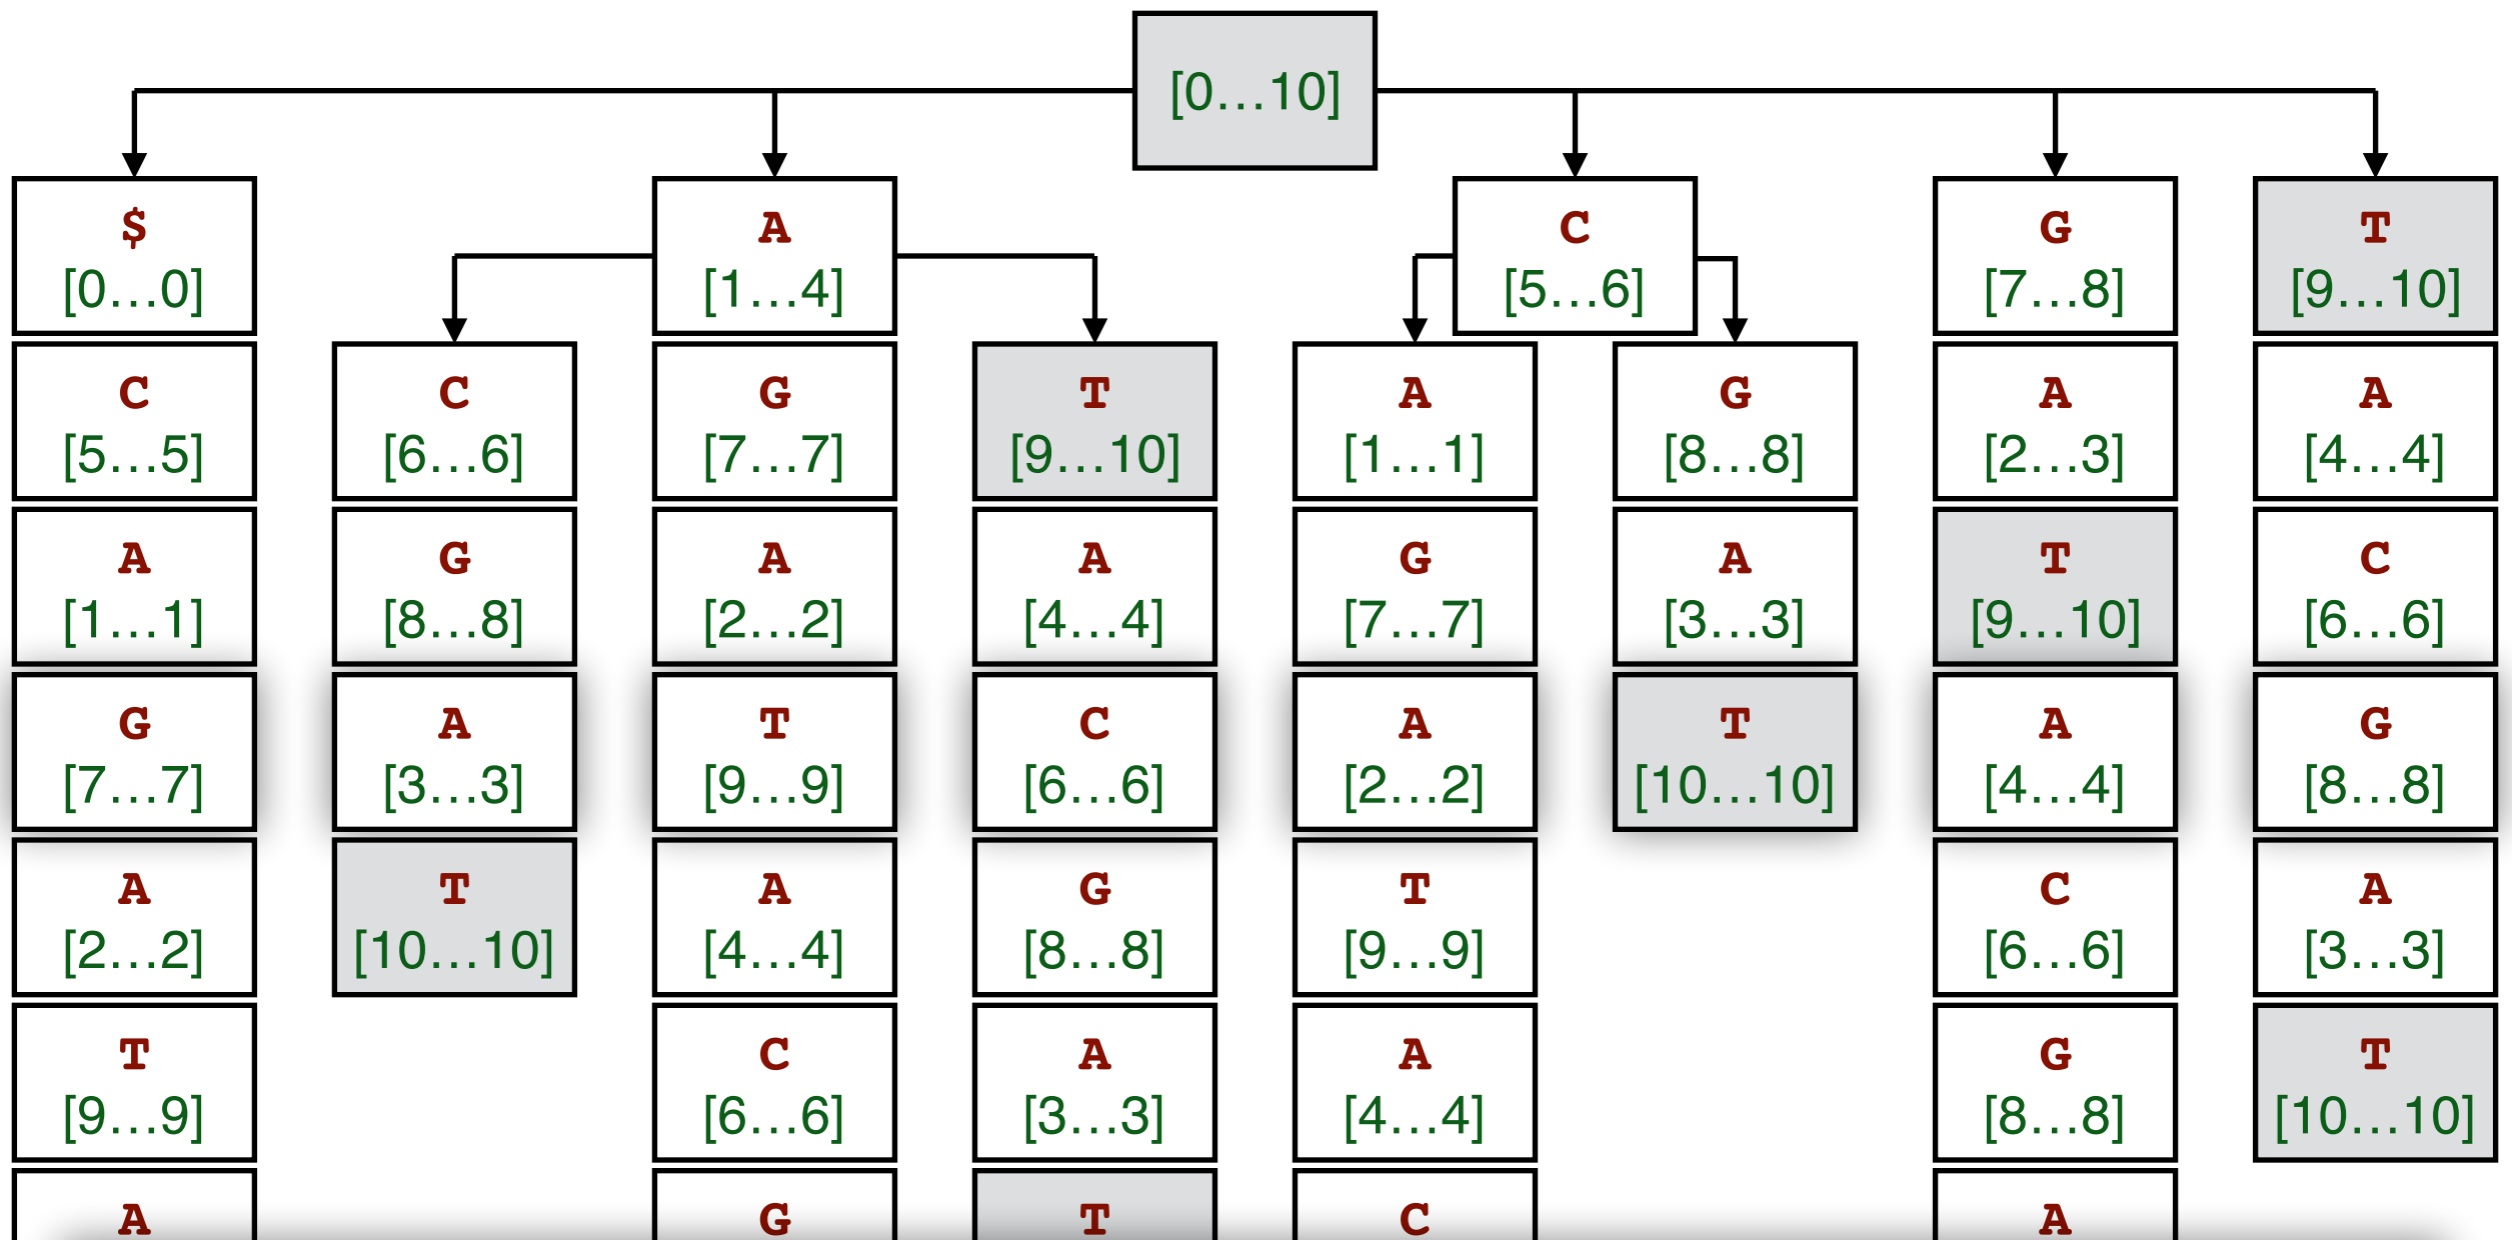 [0…10]
$ A C G T
[0…0] [1…4] [5…6] [7…8] [9…10]
C C G T A G A A
[5…5] [6…6] [7…7] [9…10] [1…1] [8…8] [2…3] [4…4]
A G A A G A T C
[1…1] [8…8] [2…2] [4…4] [7…7] [3…3] [9…10] [6…6]
G A T C A T A G
[7…7] [3…3] [9…9] [6…6] [2…2] [10…10] [4…4] [8…8]
A T A G T C A
[2…2] [10…10] [4…4] [8…8] [9…9] [6…6] [3…3]
T C A A G T
[9…9] [6…6] [3…3] [4…4] [8…8] [10…10]
A G T C A